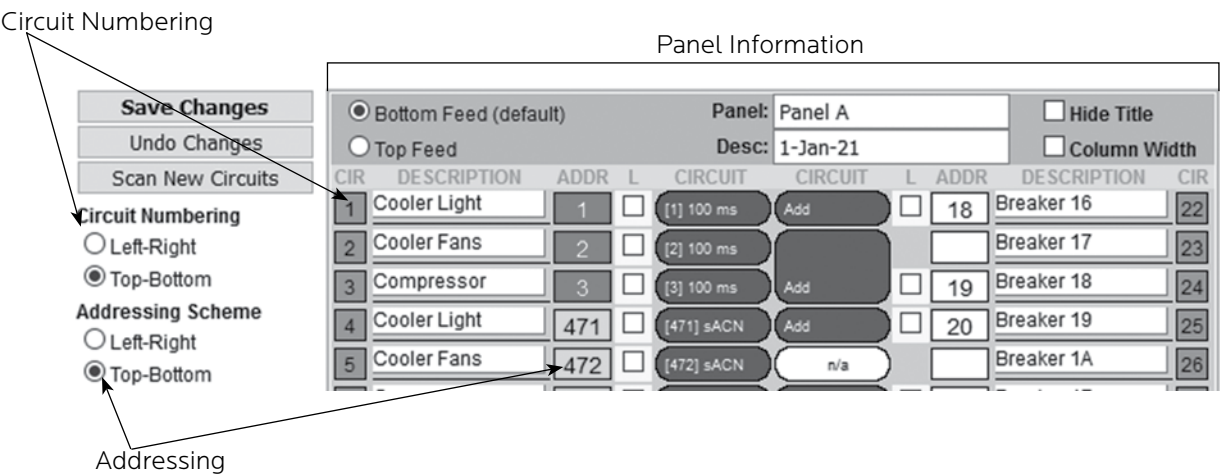 Circuit Numbering
Panel Information
Save Changes
Undo Changes
Scan New Circuits
Circuit Numbering
Left-Right
Top-Bottom
Addressing Scheme
Left-Right
Top-Bottom
Bottom Feed (default) Panel: Panel A Hide Title
Top Feed Desc: 1-Jan-21 Column Width
CIR DESCRIPTION ADDR L CIRCUIT CIRCUIT L ADDR DESCRIPTION CIR
1 Cooler Light 1 [1] 100 ms Add 18 Breaker 16 22
2 Cooler Fans 2 [2] 100 ms Breaker 17 23
3 Compressor 3 [3] 100 ms Add 19 Breaker 18 24
4 Cooler Light 471 [471] sACN Add 20 Breaker 19 25
5 Cooler Fans 472 [472] sACN n/a Breaker 1A 26
Addressing